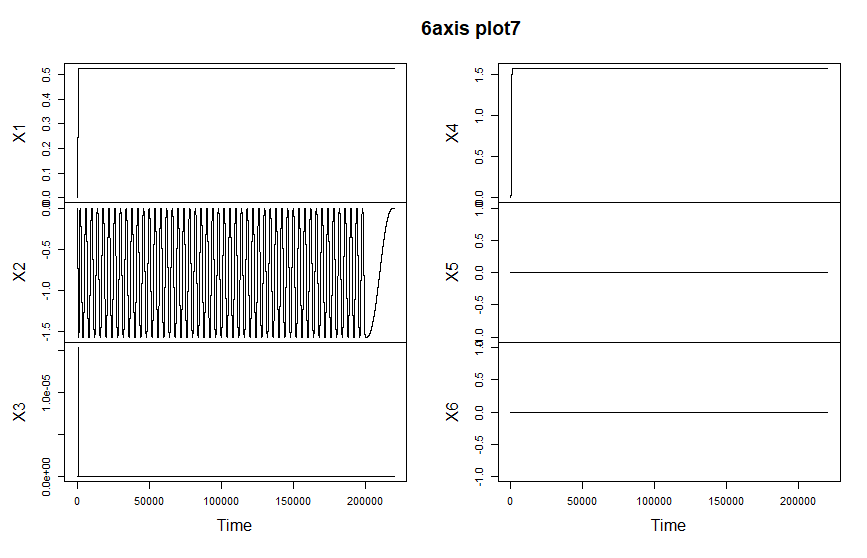 6axis plot7
X1
0.0 0.1 0.2 0.3 0.4 0.5
X2
-1.5 -1.0 -0.5 0.0
X3
0.0e+00 1.0e-05
0 50000 100000 150000 200000
Time
X4
0.0 0.5 1.0 1.5
X5
-1.0 -0.5 0.0 0.5 1.0
X6
-1.0 -0.5 0.0 0.5 1.0
0 50000 100000 150000 200000
Time